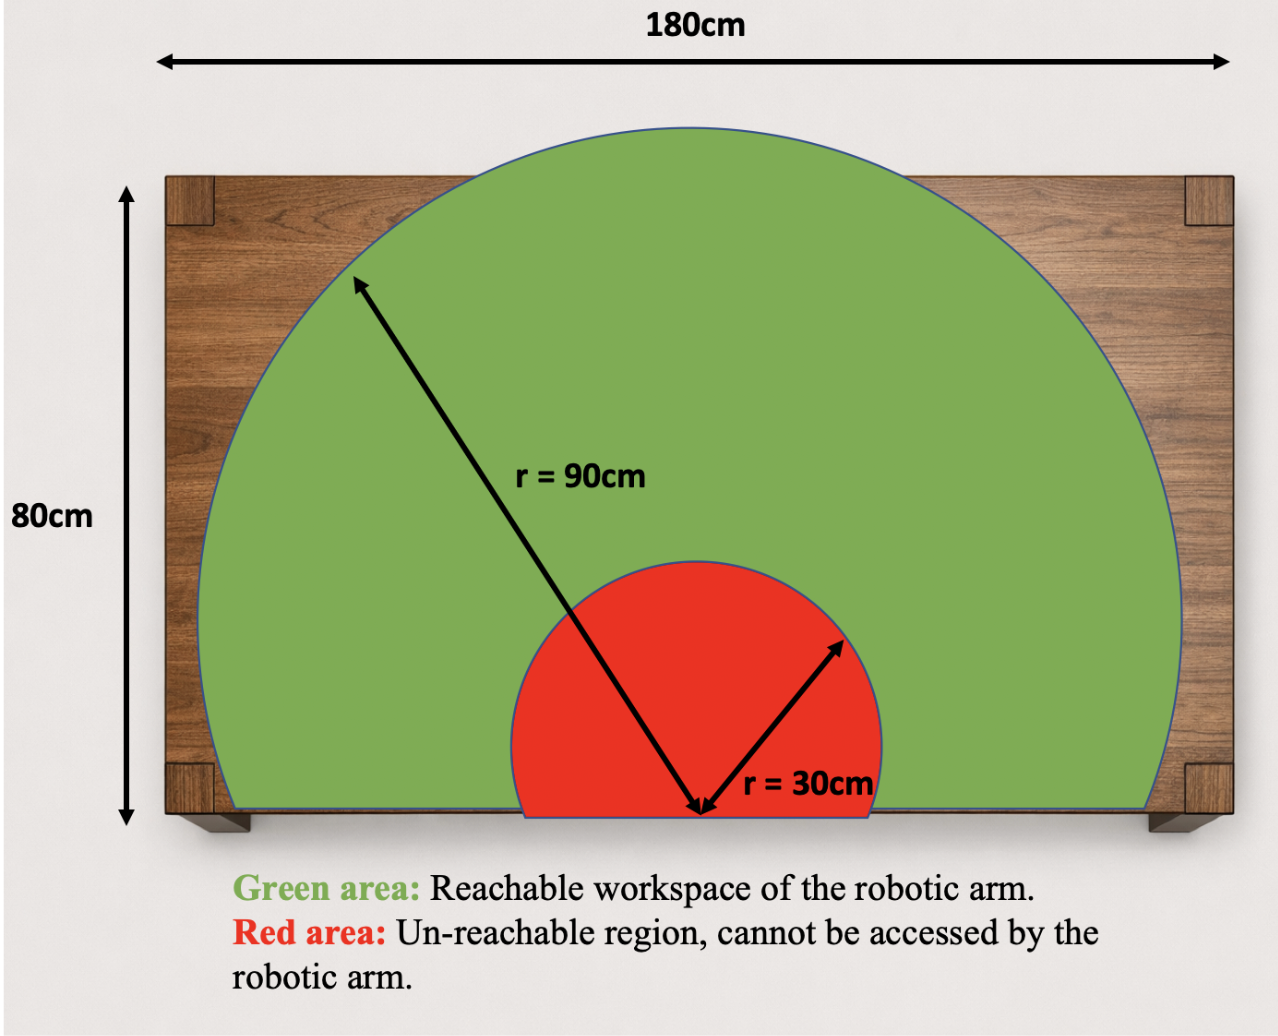 180cm
r = 90cm
80cm
r = 30cm
Green area: Reachable workspace of the robotic arm.
Red area: Un-reachable region, cannot be accessed by the
robotic arm.